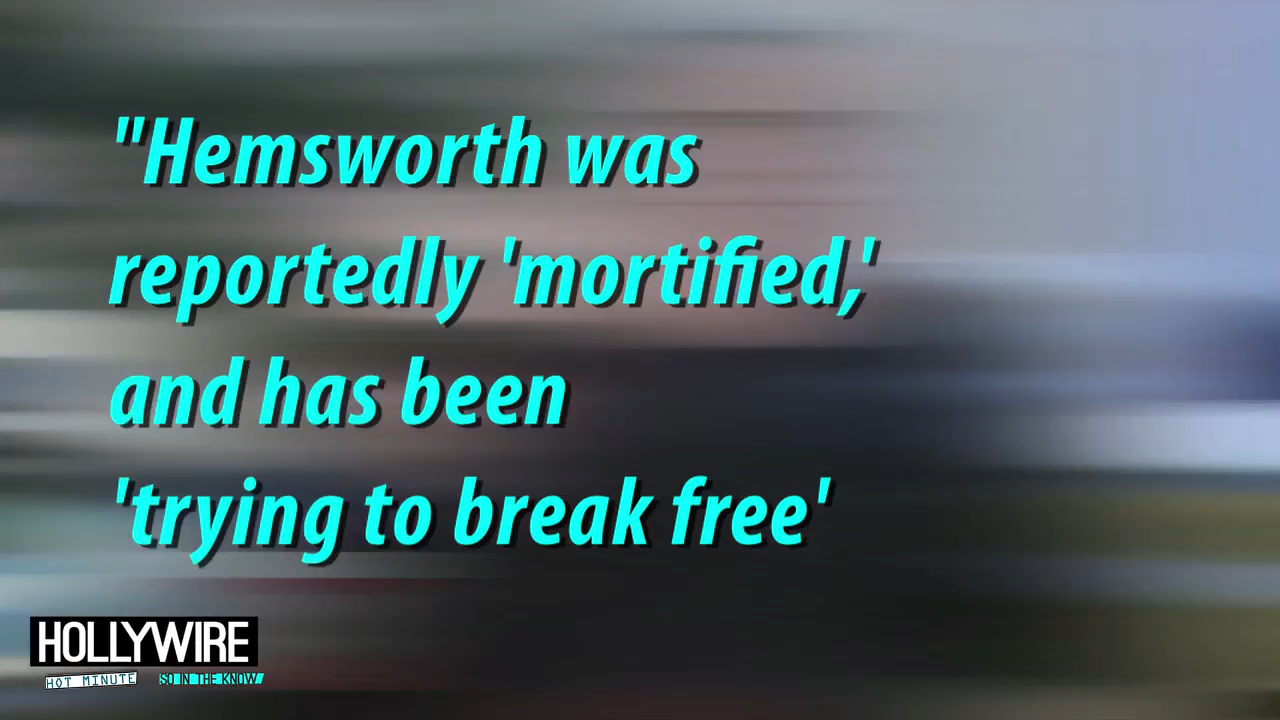 "Hemsworth was
reportedly 'mortified,'
and has been
'trying to break free'
HOLLYWIRE
HOT MINUTE SO IN THE KNOW